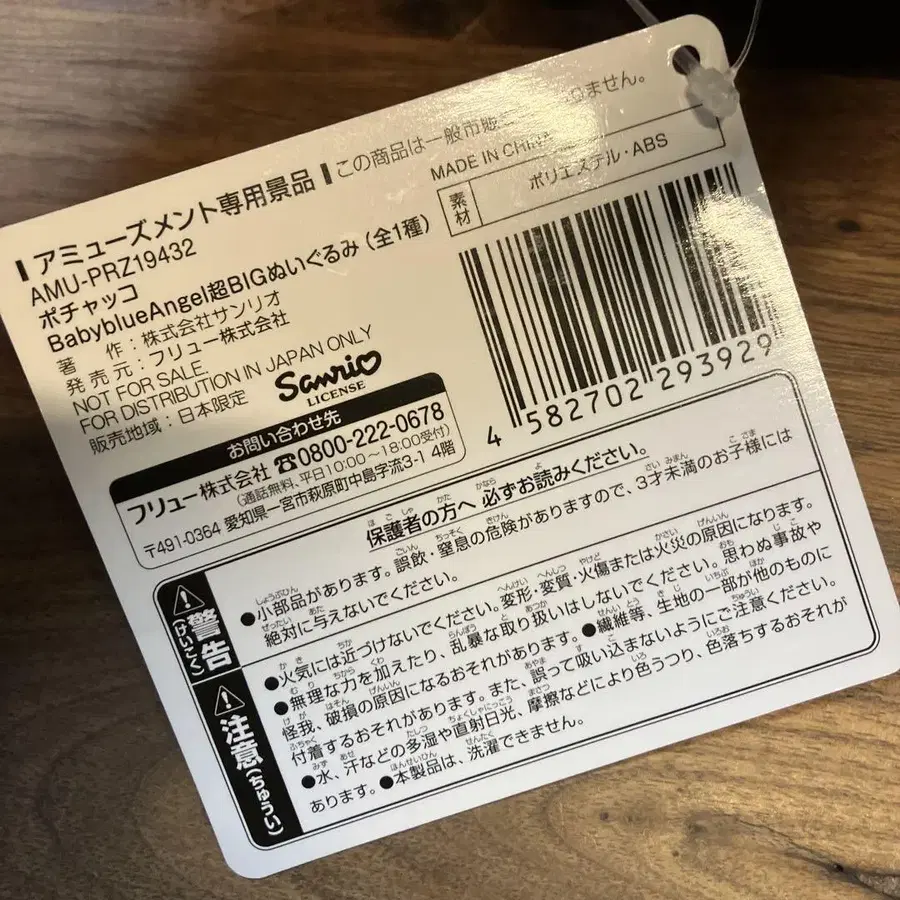 アミューズメント専用景品 この商品は一般市販 りません。
AMU-PRZ19432
ポチャッコ
BabyblueAngel超BIGぬいぐるみ(全1種)
著 作:株式会社サンリオ
発売元:フリュー株式会社
NOT FOR SALE
FOR DISTRIBUTION IN JAPAN ONLY
販売地域:日本限定
Sanrio
LICENSE
MADE IN CHINA
素材 ポリエステル・ABS
4 582702 293929
お問い合わせ先
フリュー株式会社 ☎0800-222-0678
(通話無料、平日10:00~18:00受付)
〒491-0364 愛知県一宮市萩原町中島字流3-1 4階
保護者の方へ 必ずお読みください。
警告(けいこく)
●小部品があります。誤飲・窒息の危険がありますので、3才未満のお子様には
絶対に与えないでください。
注意(ちゅうい)
●火気には近づけないでください。変形・変質・火傷または火災の原因になります。
●無理な力を加えたり、乱暴な取り扱いはしないでください。思わぬ事故や
怪我、破損の原因になるおそれがあります。●繊維等、生地の一部が他のものに
付着するおそれがあります。また、誤って吸い込まないようにご注意ください。
●水、汗などの多湿や直射日光、摩擦などにより色うつり、色落ちするおそれが
あります。●本製品は、洗濯できません。